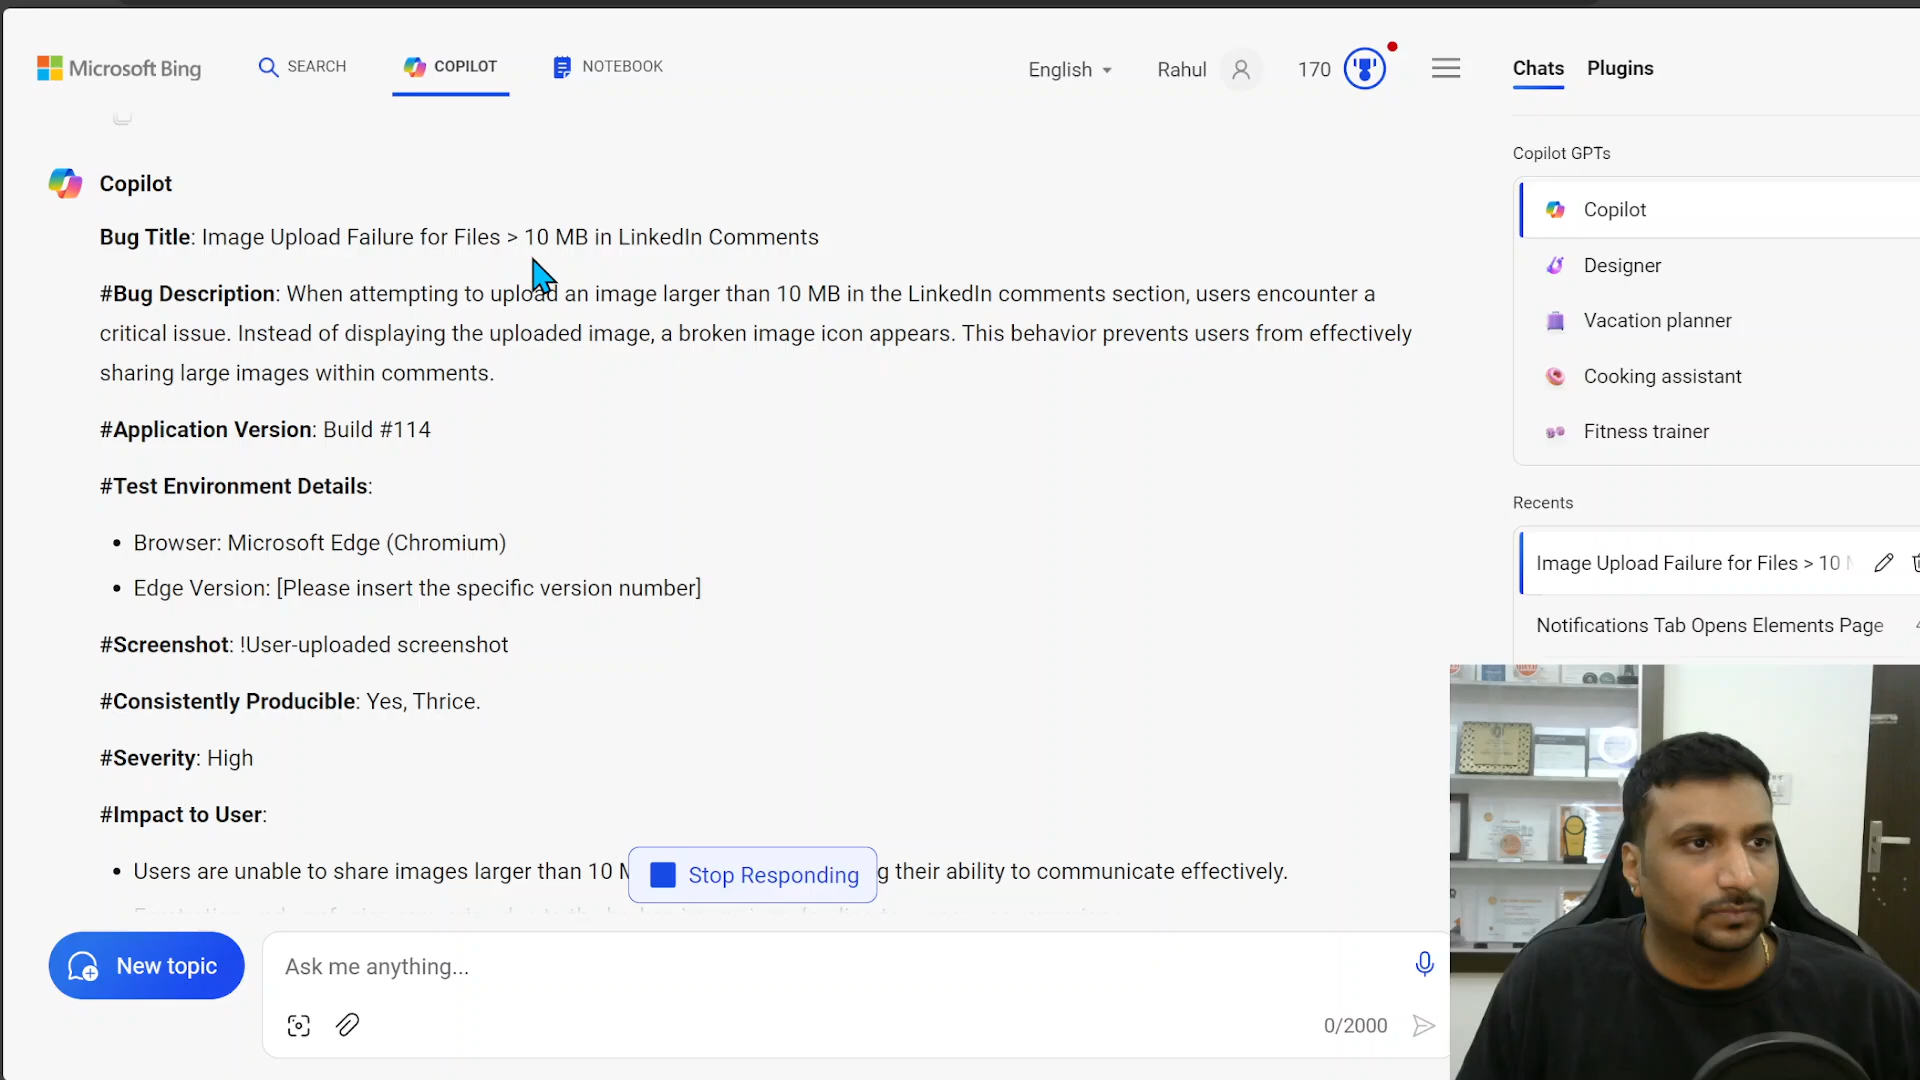 Microsoft Bing
SEARCH
COPILOT
NOTEBOOK
English
Rahul
170
Chats
Plugins
Copilot
Bug Title: Image Upload Failure for Files > 10 MB in LinkedIn Comments
#Bug Description: When attempting to upload an image larger than 10 MB in the LinkedIn comments section, users encounter a
critical issue. Instead of displaying the uploaded image, a broken image icon appears. This behavior prevents users from effectively
sharing large images within comments.
#Application Version: Build #114
#Test Environment Details:
• Browser: Microsoft Edge (Chromium)
• Edge Version: [Please insert the specific version number]
#Screenshot: !User-uploaded screenshot
#Consistently Producible: Yes, Thrice.
#Severity: High
#Impact to User:
• Users are unable to share images larger than 10 g their ability to communicate effectively.
Stop Responding
New topic
Ask me anything...
0/2000
Copilot GPTs
Copilot
Designer
Vacation planner
Cooking assistant
Fitness trainer
Recents
Image Upload Failure for Files > 10
Notifications Tab Opens Elements Page